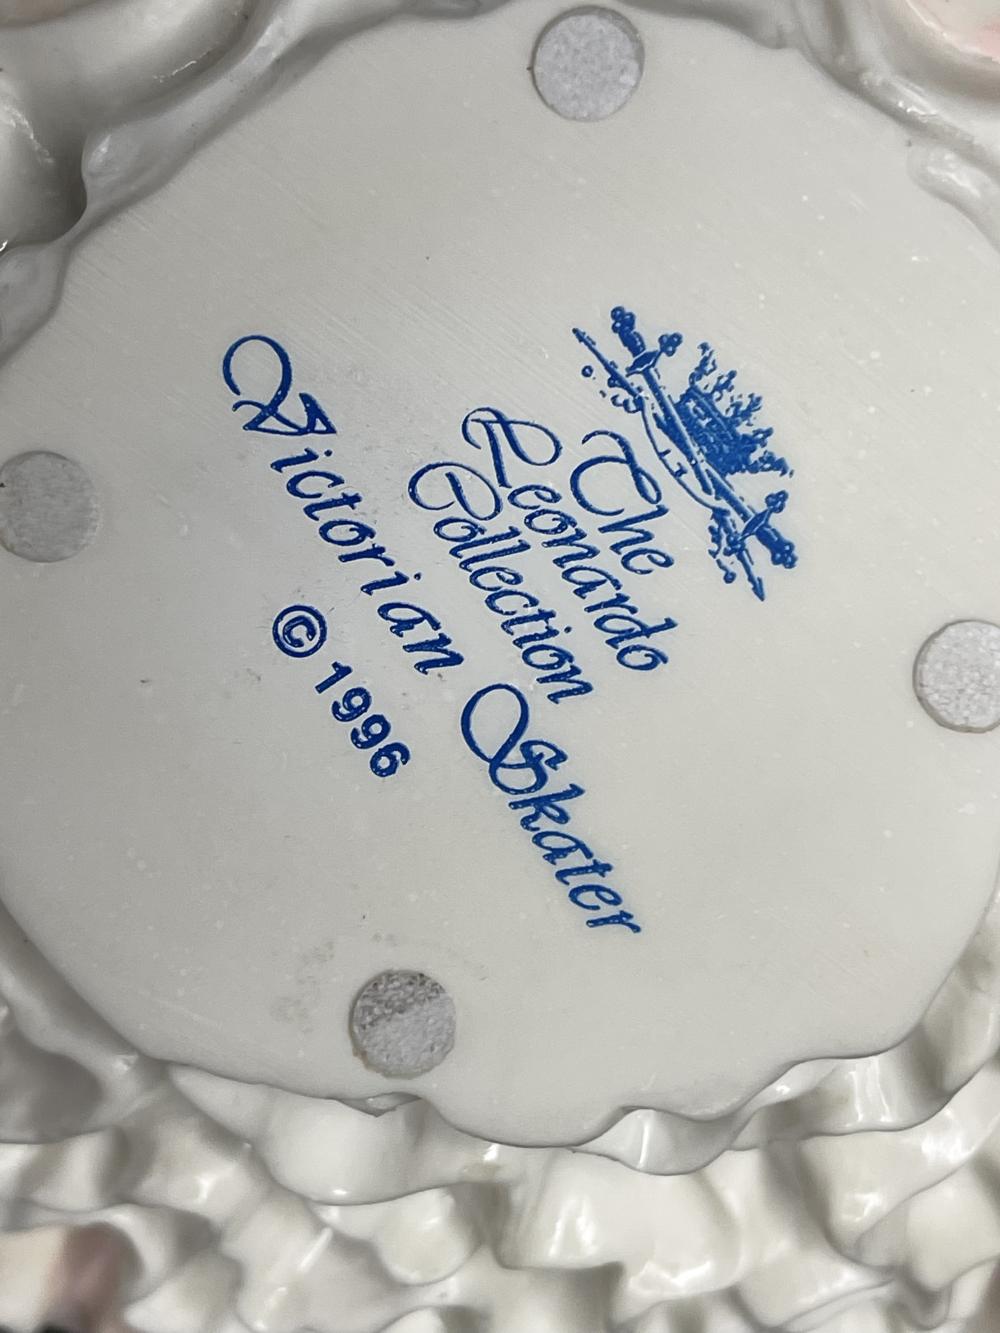 The
Leonardo
Collection
Victorian Skater
© 1996